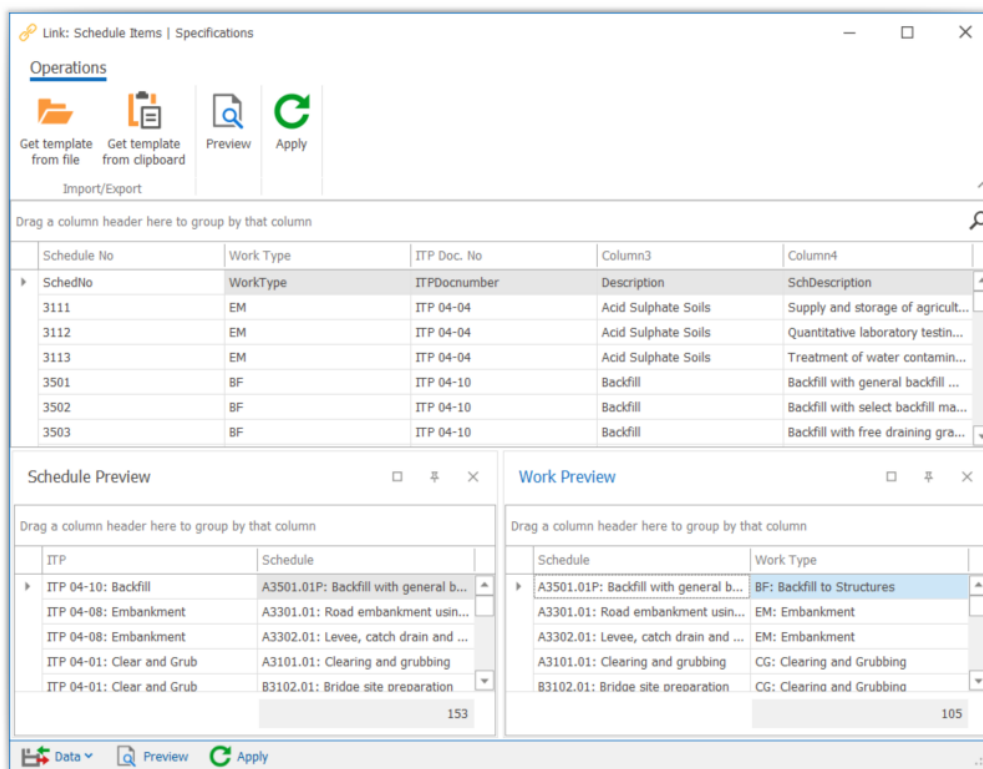 Link: Schedule Items | Specifications
Operations
Get template from file
Get template from clipboard
Preview
Apply
Import/Export
Drag a column header here to group by that column
Schedule No Work Type ITP Doc. No Column3 Column4
SchedNo WorkType ITPDocnumber Description SchDescription
3111 EM ITP 04-04 Acid Sulphate Soils Supply and storage of agricult...
3112 EM ITP 04-04 Acid Sulphate Soils Quantitative laboratory testin...
3113 EM ITP 04-04 Acid Sulphate Soils Treatment of water contamin...
3501 BF ITP 04-10 Backfill Backfill with general backfill ...
3502 BF ITP 04-10 Backfill Backfill with select backfill ma...
3503 BF ITP 04-10 Backfill Backfill with free draining gra...
Schedule Preview
Drag a column header here to group by that column
ITP Schedule
ITP 04-10: Backfill A3501.01P: Backfill with general b...
ITP 04-08: Embankment A3301.01: Road embankment usin...
ITP 04-08: Embankment A3302.01: Levee, catch drain and ...
ITP 04-01: Clear and Grub A3101.01: Clearing and grubbing
ITP 04-01: Clear and Grub B3102.01: Bridge site preparation
153
Work Preview
Drag a column header here to group by that column
Schedule Work Type
A3501.01P: Backfill with general b... BF: Backfill to Structures
A3301.01: Road embankment usin... EM: Embankment
A3302.01: Levee, catch drain and ... EM: Embankment
A3101.01: Clearing and grubbing CG: Clearing and Grubbing
B3102.01: Bridge site preparation CG: Clearing and Grubbing
105
Data Preview Apply